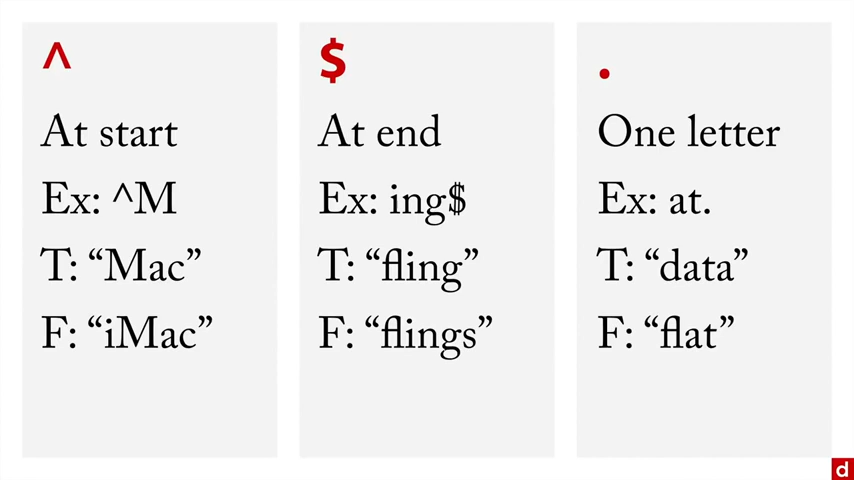 ^
At start
Ex: ^M
T: “Mac”
F: “iMac”
$
At end
Ex: ing$
T: “fling”
F: “flings”
.
One letter
Ex: at.
T: “data”
F: “flat”
d